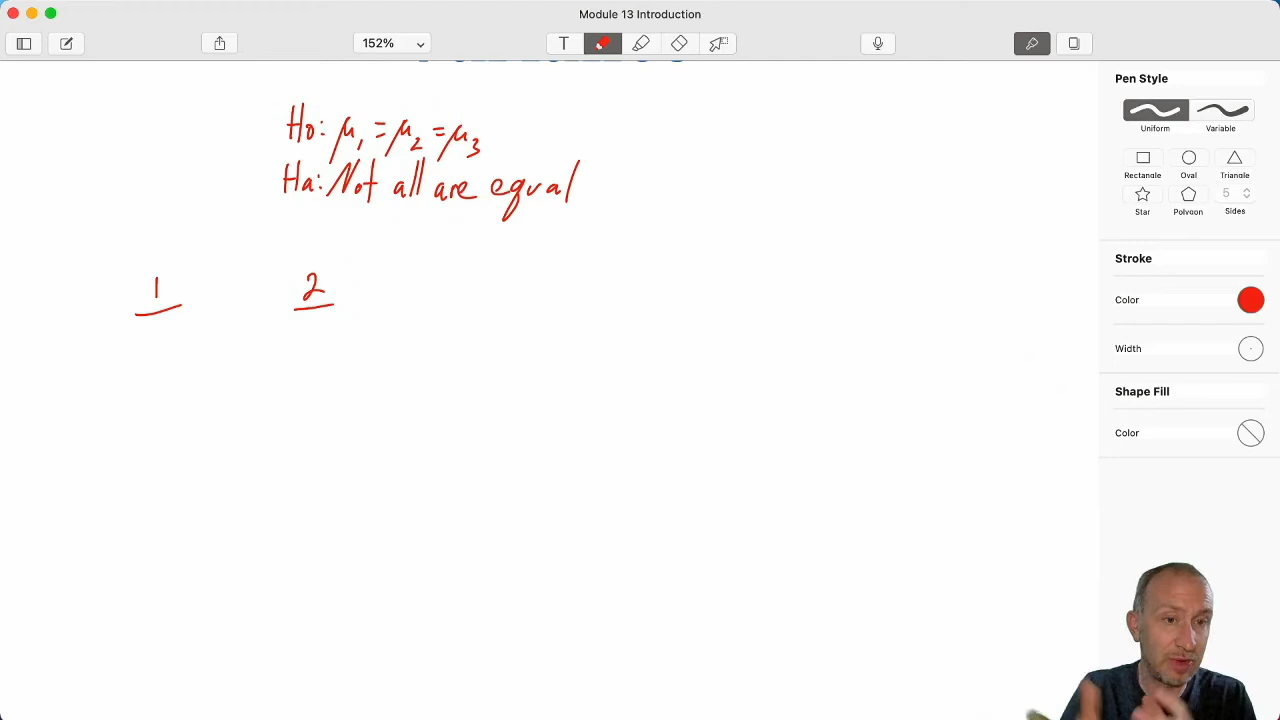 Module 13 Introduction
152%
T
Ho: μ₁ = μ₂ = μ₃
Ha: Not all are equal
1 2
Pen Style
Uniform Variable
Rectangle Oval Triangle
5
Star Polygon Sides
Stroke
Color
Width
Shape Fill
Color